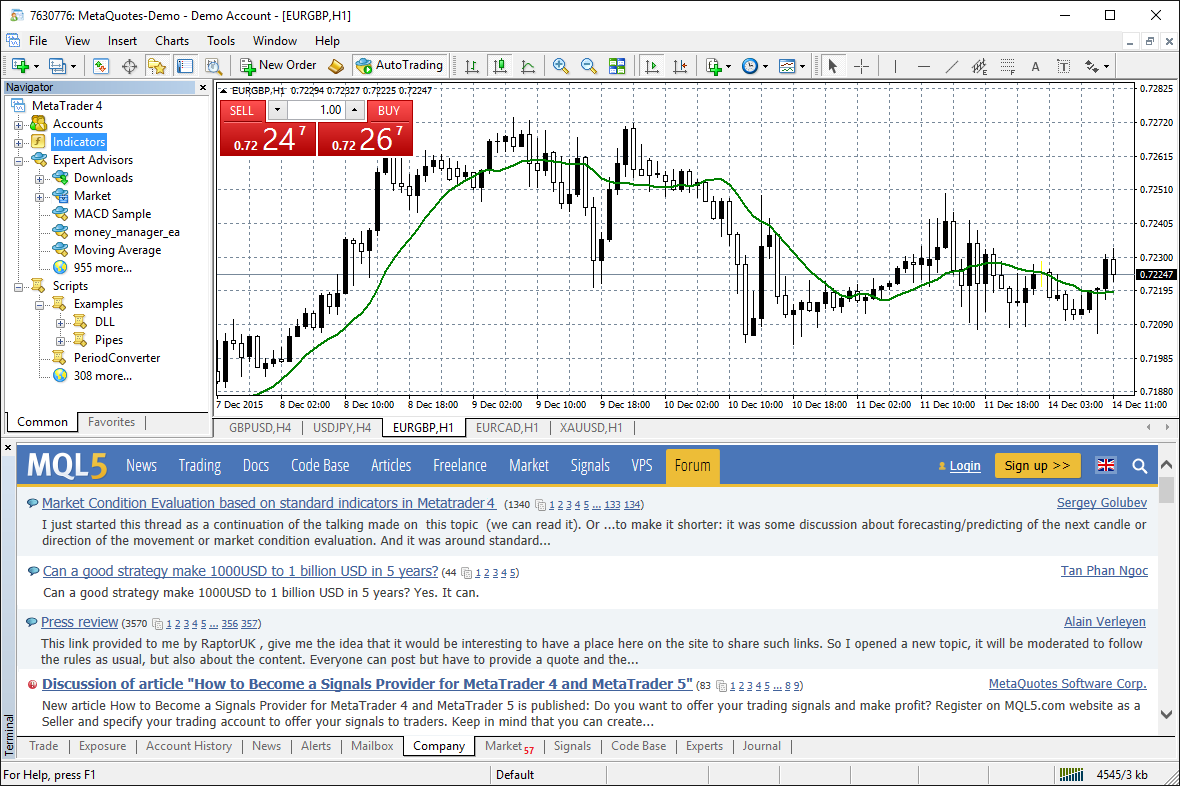 7630776: MetaQuotes-Demo - Demo Account - [EURGBP,H1]
File View Insert Charts Tools Window Help
New Order AutoTrading
A T
Navigator
MetaTrader 4
Accounts
Indicators
Expert Advisors
Downloads
Market
MACD Sample
money_manager_ea
Moving Average
955 more...
Scripts
Examples
DLL
Pipes
PeriodConverter
308 more...
Common Favorites
EURGBP,H1 0.72294 0.72327 0.72225 0.72247
SELL 1.00 BUY
0.72 24 7 0.72 26 7
0.72825
0.72720
0.72615
0.72510
0.72405
0.72300
0.72247
0.72195
0.72090
0.71985
0.71880
7 Dec 2015 8 Dec 02:00 8 Dec 10:00 8 Dec 18:00 9 Dec 02:00 9 Dec 10:00 9 Dec 18:00 10 Dec 02:00 10 Dec 10:00 10 Dec 18:00 11 Dec 02:00 11 Dec 10:00 11 Dec 18:00 14 Dec 03:00 14 Dec 11:00
GBPUSD,H4 USDJPY,H4 EURGBP,H1 EURCAD,H1 XAUUSD,H1
MQL5 News Trading Docs Code Base Articles Freelance Market Signals VPS Forum Login Sign up >>
Market Condition Evaluation based on standard indicators in Metatrader 4 (1340 1 2 3 4 5 ... 133 134) Sergey Golubev
I just started this thread as a continuation of the talking made on this topic (we can read it). Or ...to make it shorter: it was some discussion about forecasting/predicting of the next candle or
direction of the movement or market condition evaluation. And it was around standard...
Can a good strategy make 1000USD to 1 billion USD in 5 years? (44 1 2 3 4 5) Tan Phan Ngoc
Can a good strategy make 1000USD to 1 billion USD in 5 years? Yes. It can.
Press review (3570 1 2 3 4 5 ... 356 357) Alain Verleyen
This link provided to me by RaptorUK , give me the idea that it would be interesting to have a place here on the site to share such links. So I opened a new topic, it will be moderated to follow
the rules as usual, but also about the content. Everyone can post but have to provide a quote and the...
Discussion of article "How to Become a Signals Provider for MetaTrader 4 and MetaTrader 5" (83 1 2 3 4 5 ... 8 9) MetaQuotes Software Corp.
New article How to Become a Signals Provider for MetaTrader 4 and MetaTrader 5 is published: Do you want to offer your trading signals and make profit? Register on MQL5.com website as a
Seller and specify your trading account to offer your signals to traders. Keep in mind that you can create...
Terminal
Trade Exposure Account History News Alerts Mailbox Company Market 57 Signals Code Base Experts Journal
For Help, press F1 Default 4545/3 kb